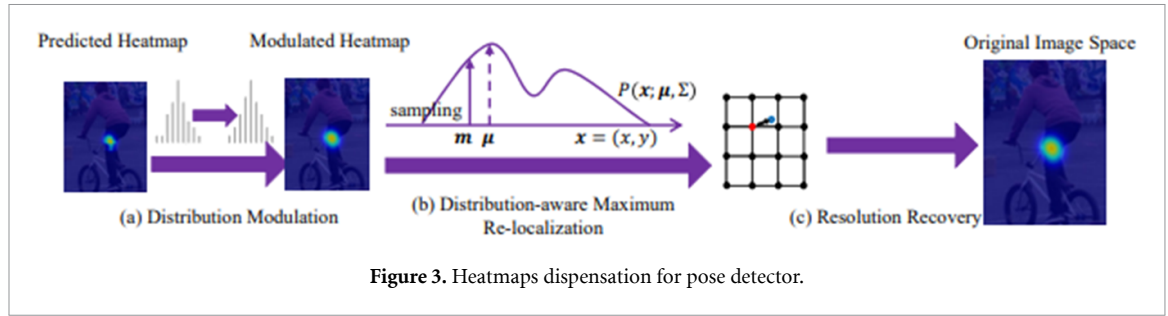 Predicted Heatmap
Modulated Heatmap
Original Image Space
sampling
P(x; μ, Σ)
m μ
x = (x, y)
(a) Distribution Modulation
(b) Distribution-aware Maximum
Re-localization
(c) Resolution Recovery
Figure 3. Heatmaps dispensation for pose detector.